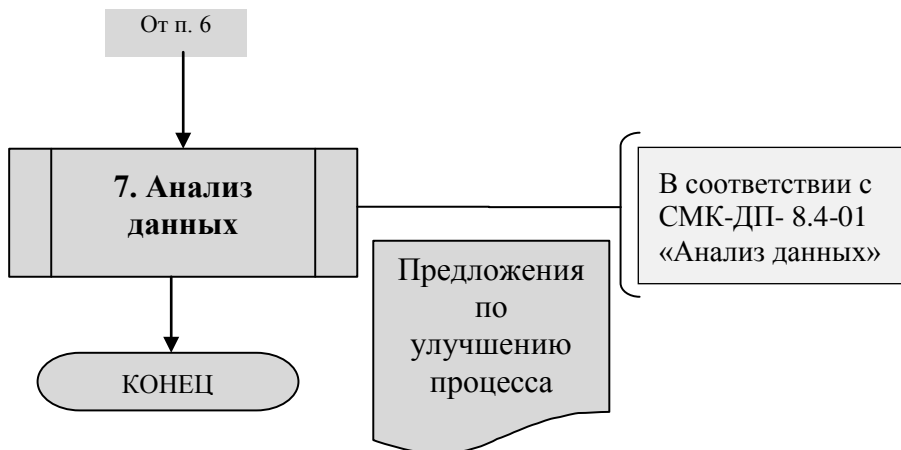 От п. 6
7. Анализ
данных
В соответствии с
СМК-ДП- 8.4-01
«Анализ данных»
Предложения
по
улучшению
процесса
КОНЕЦ